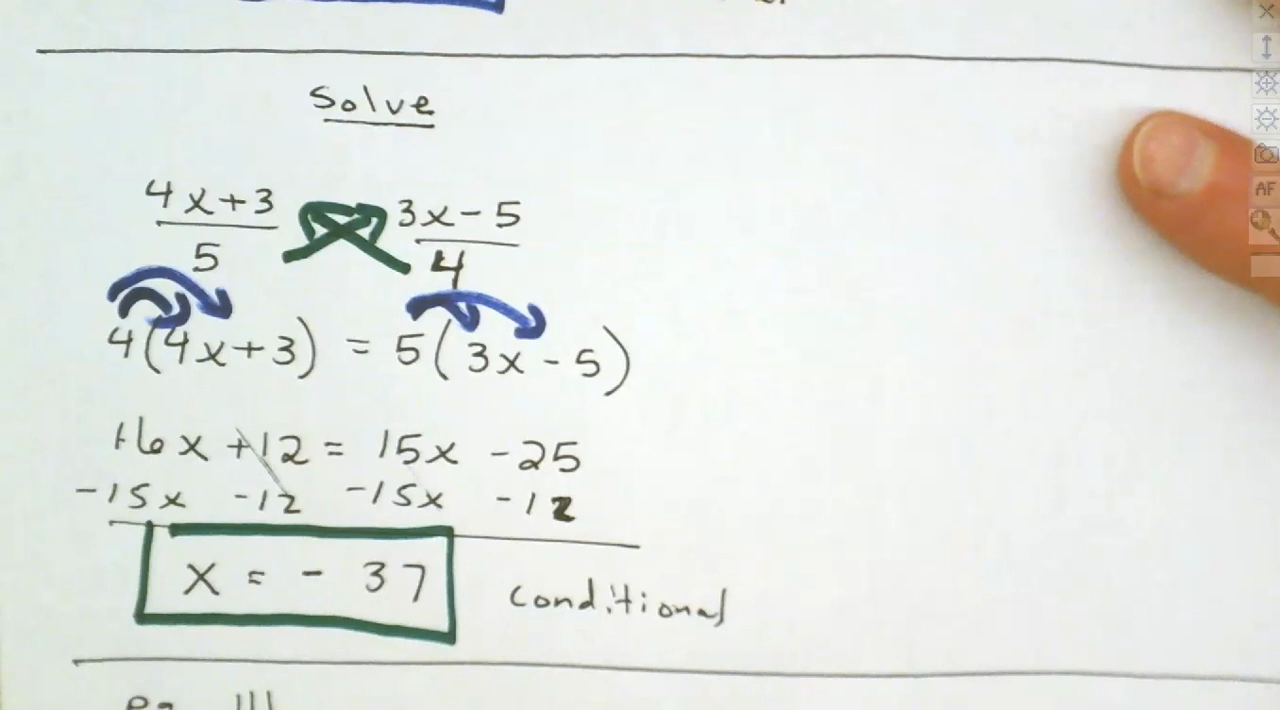 Solve
4x+3 3x-5
5 4
4(4x+3) = 5(3x-5)
16x +12 = 15x -25
-15x -12 -15x -12
x = - 37
conditional
AF